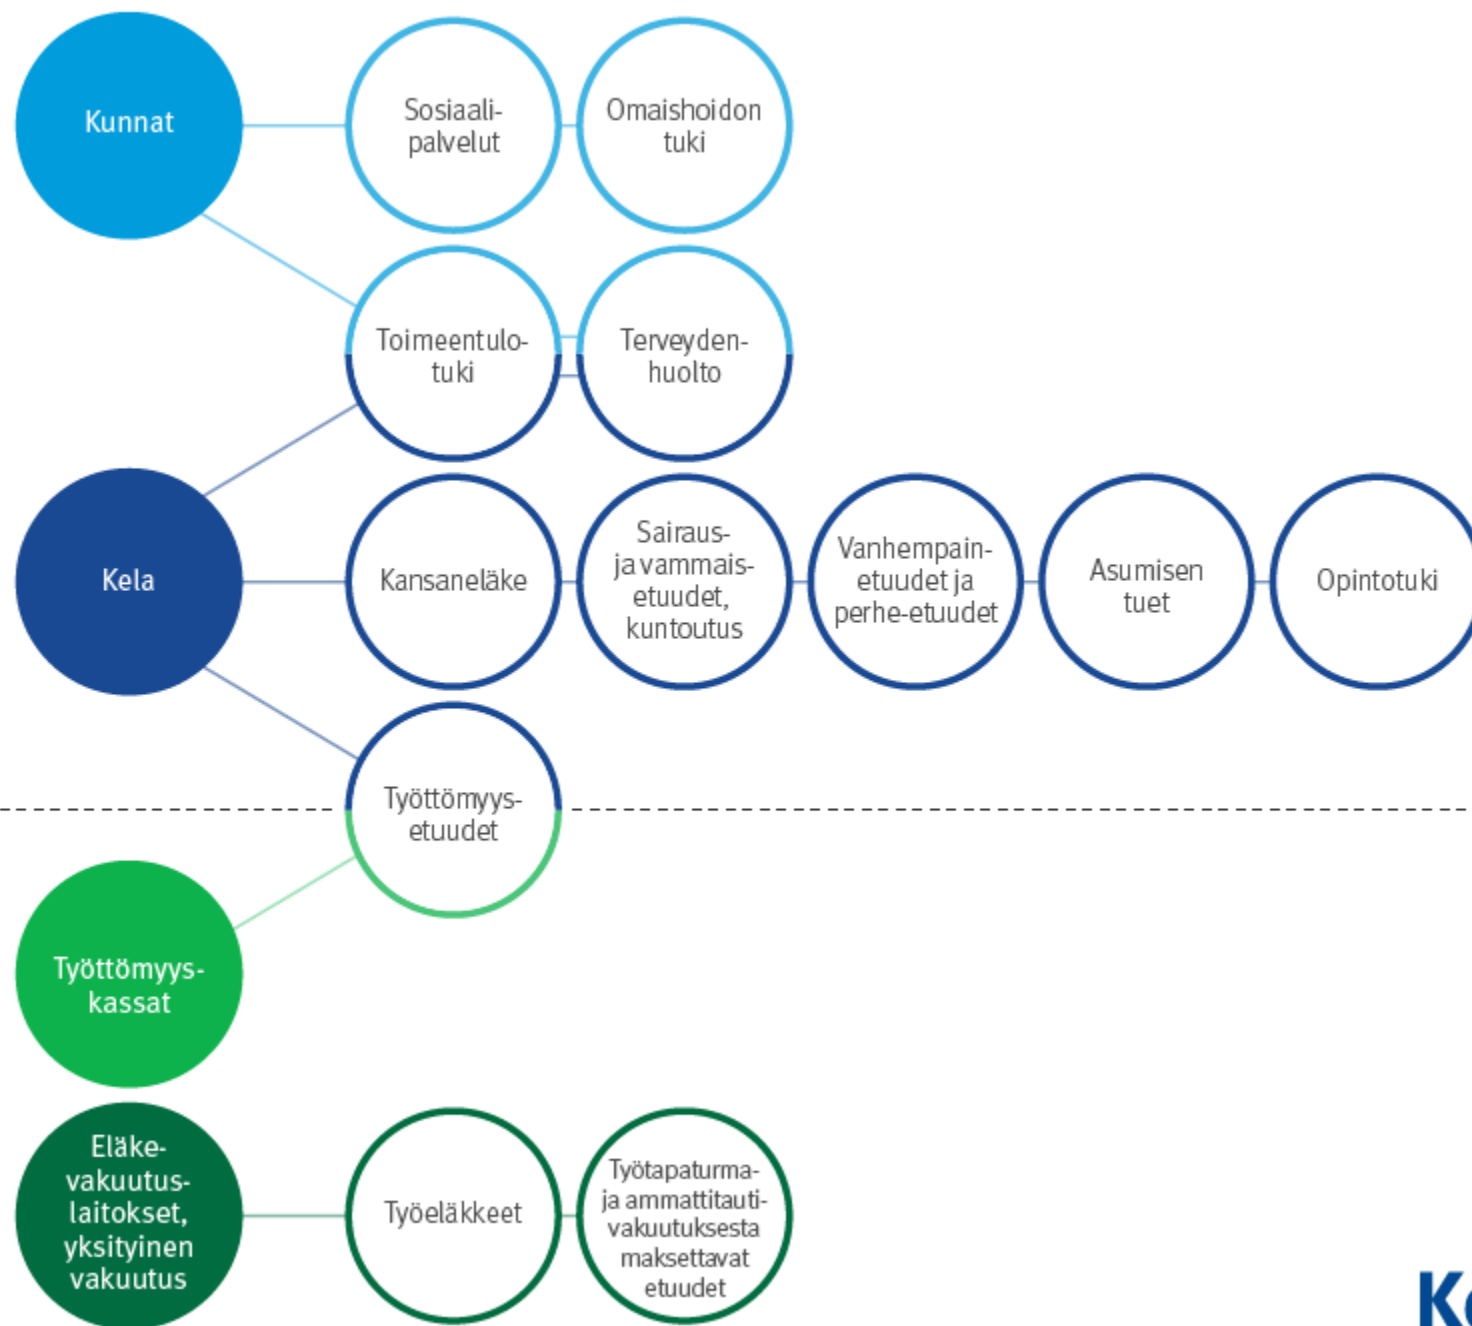 Kunnat
Sosiaali-
palvelut
Omaishoidon
tuki
Toimeentulo-
tuki
Terveyden-
huolto
Kela
Kansaneläke
Sairaus-
ja vammais-
etuudet,
kuntoutus
Vanhempain-
etuudet ja
perhe-etuudet
Asumisen
tuet
Opintotuki
Työttömyys-
etuudet
Työttömyys-
kassat
Eläke-
vakuutus-
laitokset,
yksityinen
vakuutus
Työeläkkeet
Työtapaturma-
ja ammattitauti-
vakuutuksesta
maksettavat
etuudet